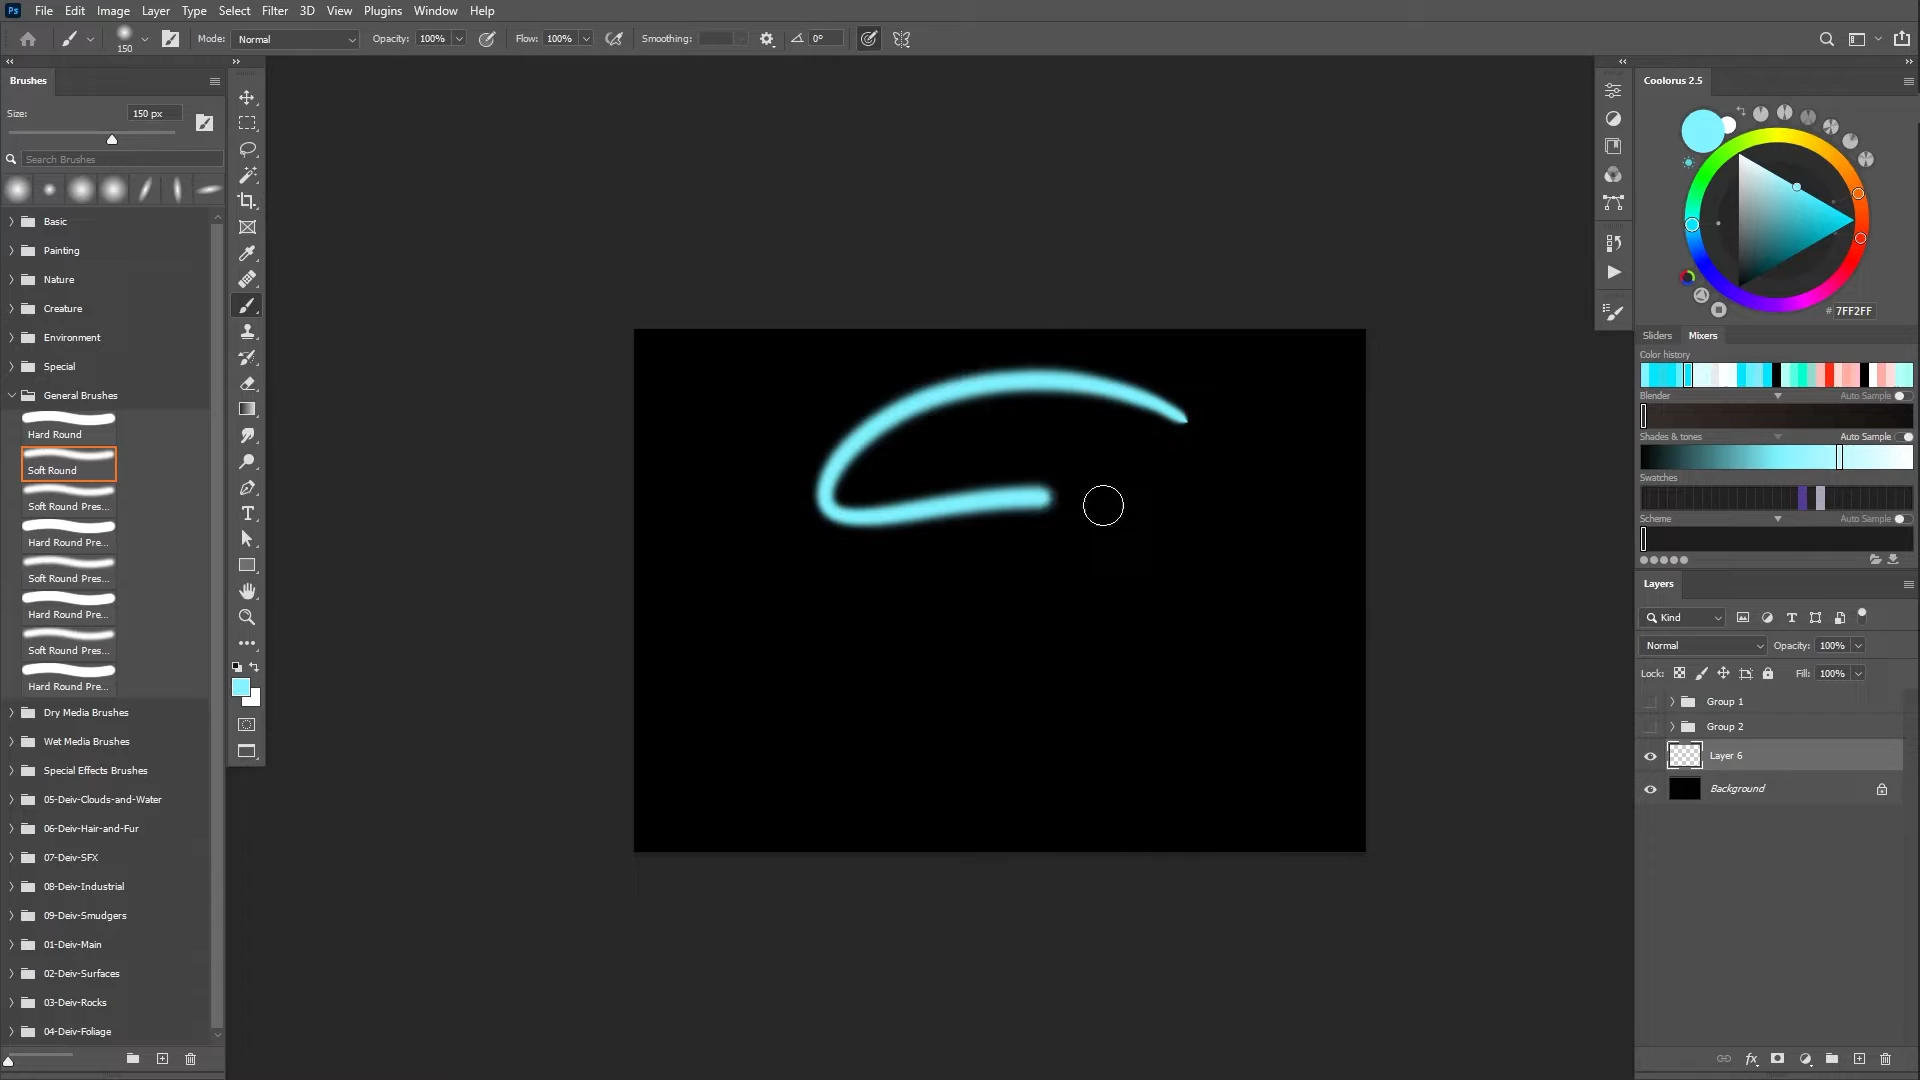 Ps File Edit Image Layer Type Select Filter 3D View Plugins Window Help
150 Mode: Normal Opacity: 100% Flow: 100% Smoothing: 0°
Brushes
Size: 150 px
Search Brushes
Basic
Painting
Nature
Creature
Environment
Special
General Brushes
Hard Round
Soft Round
Soft Round Pres...
Hard Round Pre...
Soft Round Pres...
Hard Round Pre...
Soft Round Pres...
Hard Round Pre...
Dry Media Brushes
Wet Media Brushes
Special Effects Brushes
05-Deiv-Clouds-and-Water
06-Deiv-Hair-and-Fur
07-Deiv-SFX
08-Deiv-Industrial
09-Deiv-Smudgers
01-Deiv-Main
02-Deiv-Surfaces
03-Deiv-Rocks
04-Deiv-Foliage
Coolorus 2.5
# 7FF2FF
Sliders Mixers
Color history
Blender Auto Sample
Shades & tones Auto Sample
Swatches
Scheme Auto Sample
Layers
Kind
Normal Opacity: 100%
Lock: Fill: 100%
Group 1
Group 2
Layer 6
Background
fx